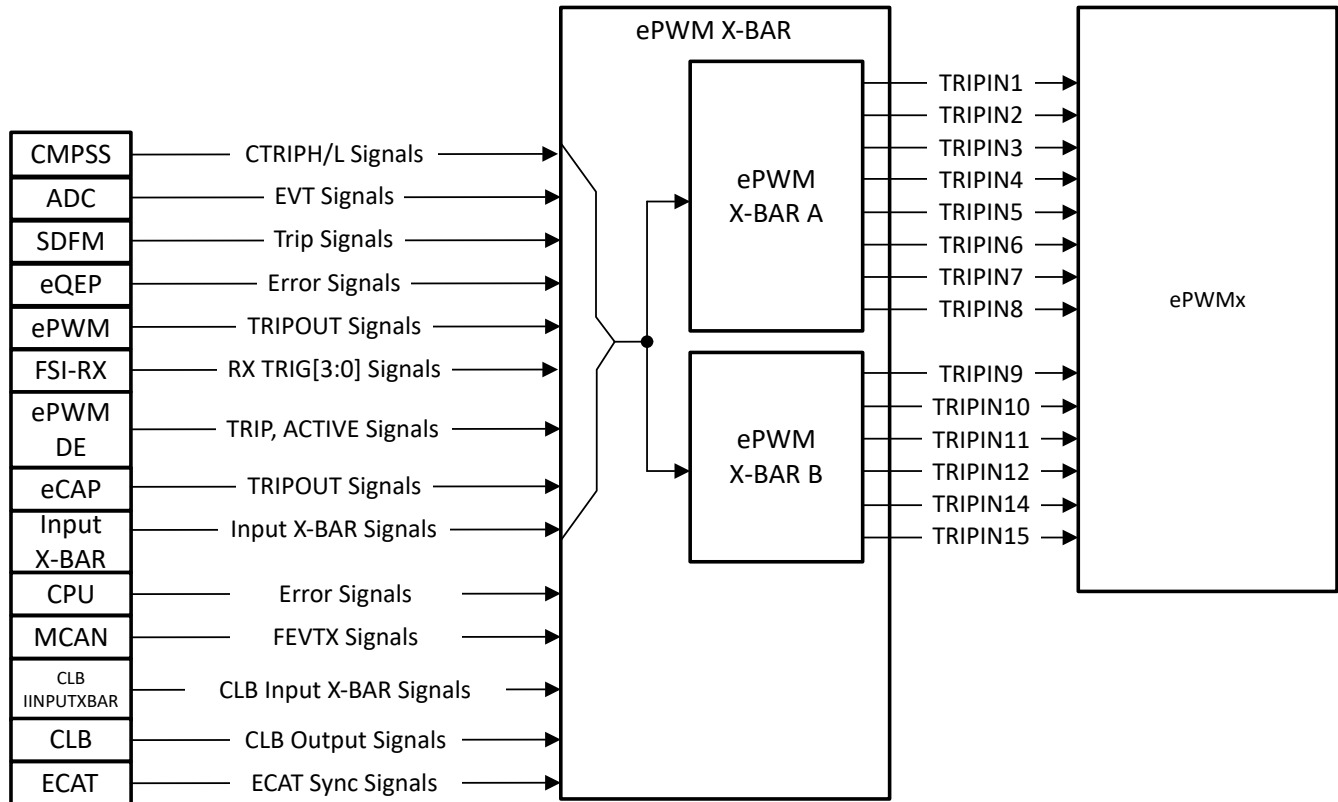 ePWM X-BAR
CMPSS
CTRIPH/L Signals
ADC
EVT Signals
SDFM
Trip Signals
eQEP
Error Signals
ePWM
TRIPOUT Signals
FSI-RX
RX TRIG[3:0] Signals
ePWM
DE
TRIP, ACTIVE Signals
eCAP
TRIPOUT Signals
Input
X-BAR
Input X-BAR Signals
CPU
Error Signals
MCAN
FEVTX Signals
CLB
IINPUTXBAR
CLB Input X-BAR Signals
CLB
CLB Output Signals
ECAT
ECAT Sync Signals
ePWM
X-BAR A
ePWM
X-BAR B
TRIPIN1
TRIPIN2
TRIPIN3
TRIPIN4
TRIPIN5
TRIPIN6
TRIPIN7
TRIPIN8
TRIPIN9
TRIPIN10
TRIPIN11
TRIPIN12
TRIPIN14
TRIPIN15
ePWMx